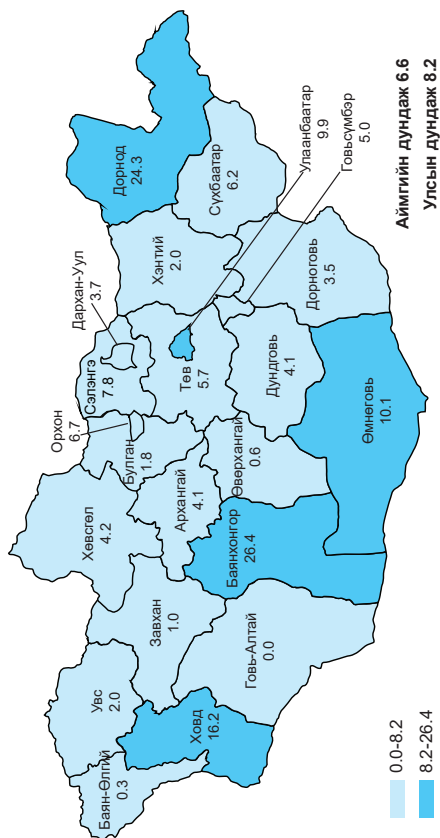 Баян-Өлгий
0.3
Увс
2.0
Ховд
16.2
Завхан
1.0
Говь-Алтай
0.0
Хөвсгөл
4.2
Архангай
4.1
Баянхонгор
26.4
Орхон
6.7
Булган
1.8
Өвөрхангай
0.6
Сэлэнгэ
7.8
Дархан-Уул
3.7
Төв
5.7
Дундговь
4.1
Өмнөговь
10.1
Хэнтий
2.0
Дорноговь
3.5
Дорнод
24.3
Сүхбаатар
6.2
Улаанбаатар
9.9
Говьсүмбэр
5.0
0.0-8.2
8.2-26.4
Аймгийн дундаж 6.6
Улсын дундаж 8.2